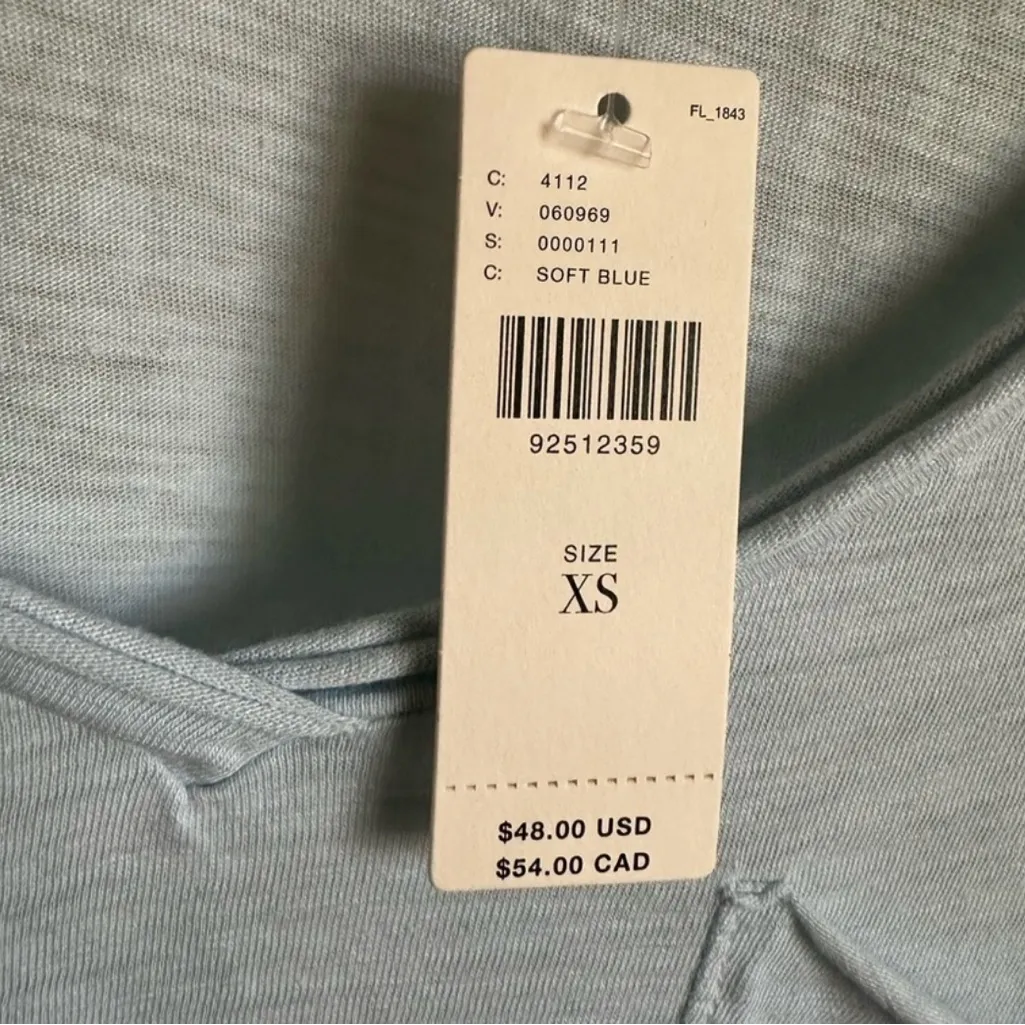 FL_1843
C: 4112
V: 060969
S: 0000111
C: SOFT BLUE
92512359
SIZE
XS
$48.00 USD
$54.00 CAD